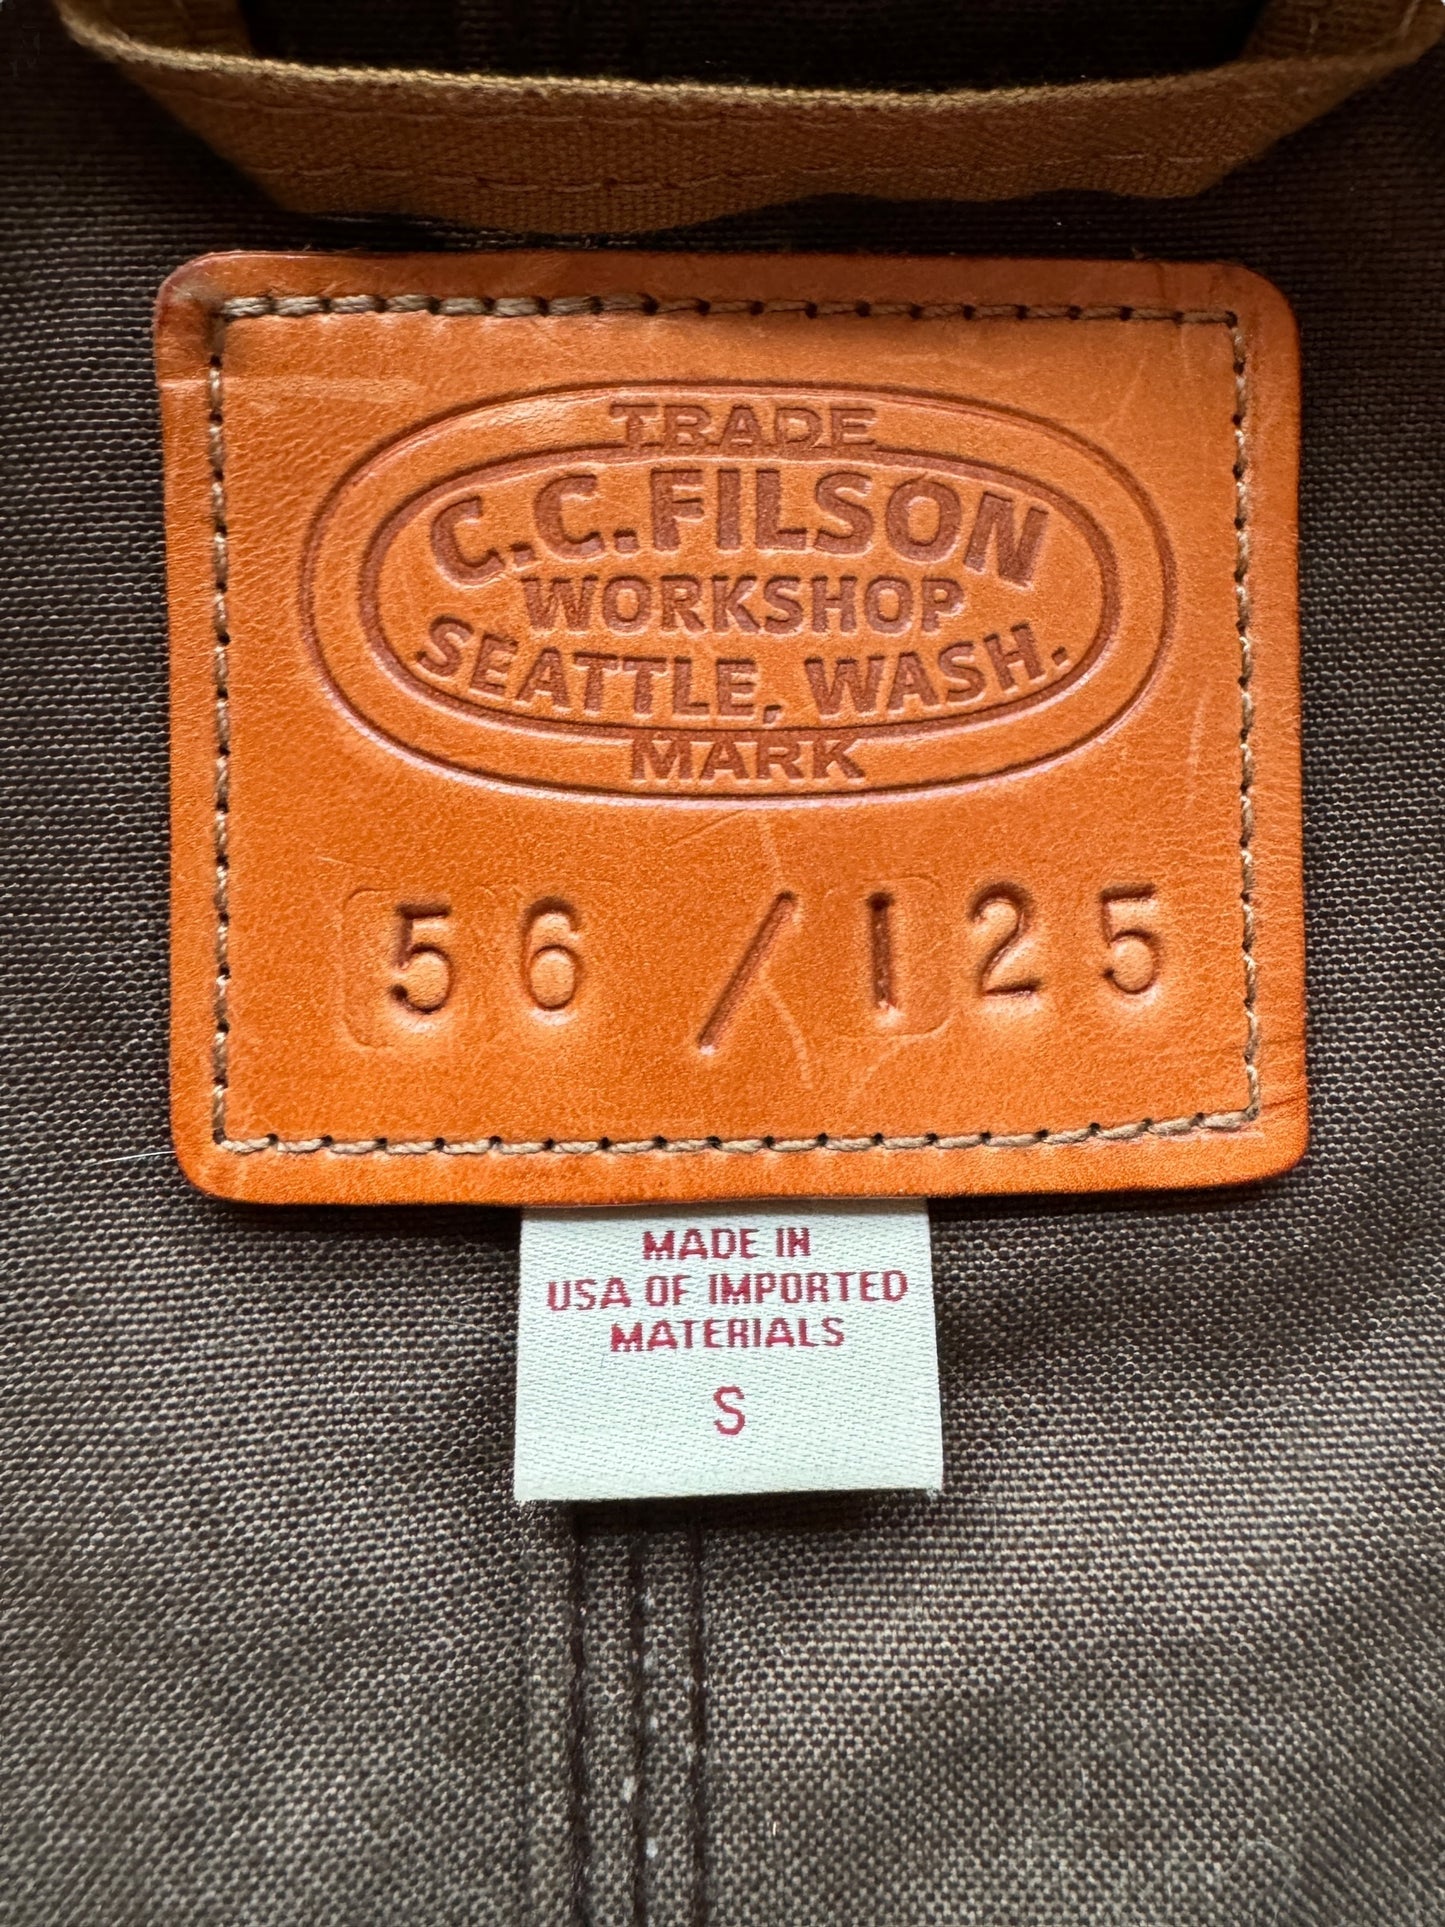 TRADE
C.C. FILSON
WORKSHOP
SEATTLE, WASH.
MARK
56 / 125
MADE IN
USA OF IMPORTED
MATERIALS
S